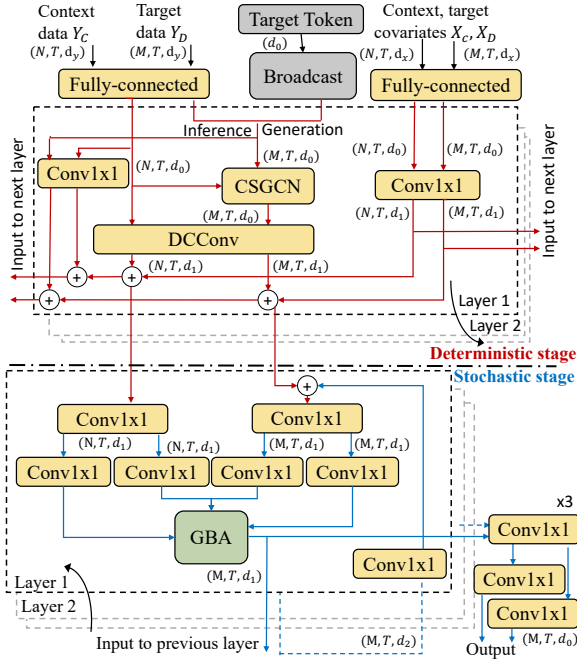 Context
data Y_C
Target
data Y_D
Target Token
Context, target
covariates X_c, X_D
(N, T, d_y)
(M, T, d_y)
(d_0)
(N, T, d_x)
(M, T, d_x)
Fully-connected
Broadcast
Fully-connected
Inference
Generation
Input to next layer
Conv1x1
(N, T, d_0)
(M, T, d_0)
CSGCN
(N, T, d_0)
(M, T, d_0)
Conv1x1
Input to next layer
(M, T, d_0)
(N, T, d_1)
(M, T, d_1)
DCConv
(N, T, d_1)
(M, T, d_1)
+
+
+
+
Layer 1
Layer 2
Deterministic stage
Stochastic stage
+
Conv1x1
Conv1x1
(N, T, d_1)
(N, T, d_1)
(M, T, d_1)
(M, T, d_1)
Conv1x1
Conv1x1
Conv1x1
Conv1x1
x3
GBA
Conv1x1
Conv1x1
(M, T, d_1)
Conv1x1
Layer 1
Layer 2
Conv1x1
Input to previous layer
(M, T, d_2)
Output
(M, T, d_0)